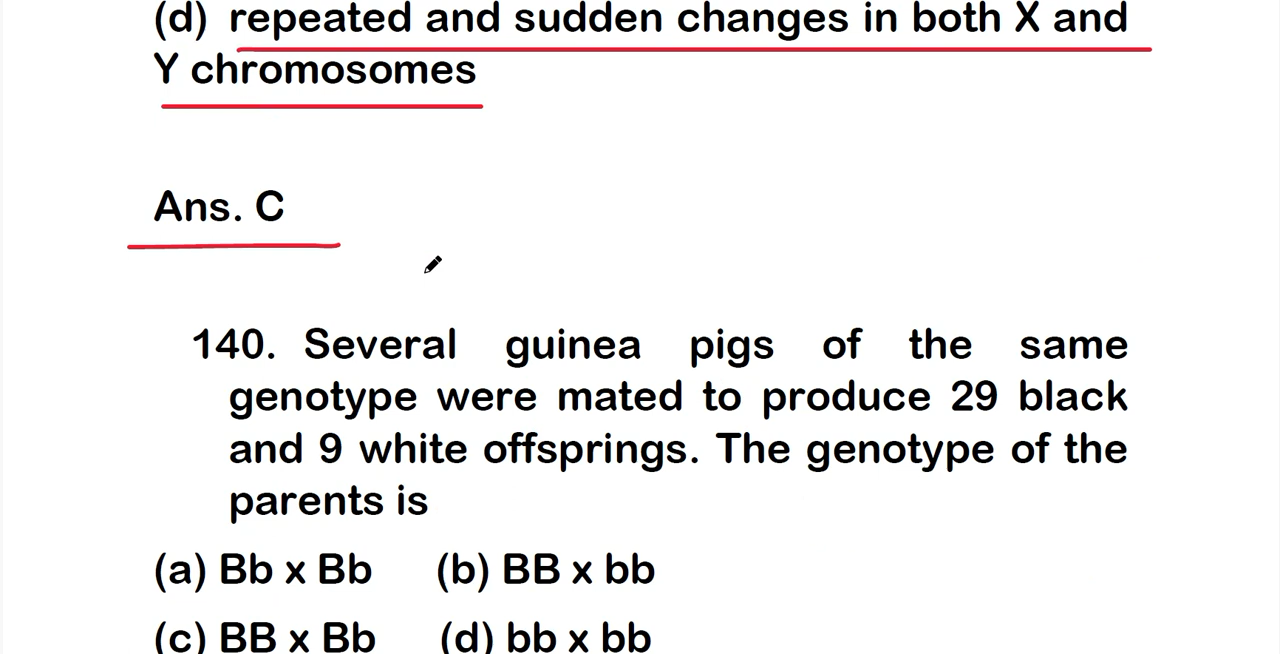 (d) repeated and sudden changes in both X and
Y chromosomes
Ans. C
140. Several guinea pigs of the same
genotype were mated to produce 29 black
and 9 white offsprings. The genotype of the
parents is
(a) Bb x Bb (b) BB x bb
(c) BB x Bb (d) bb x bb